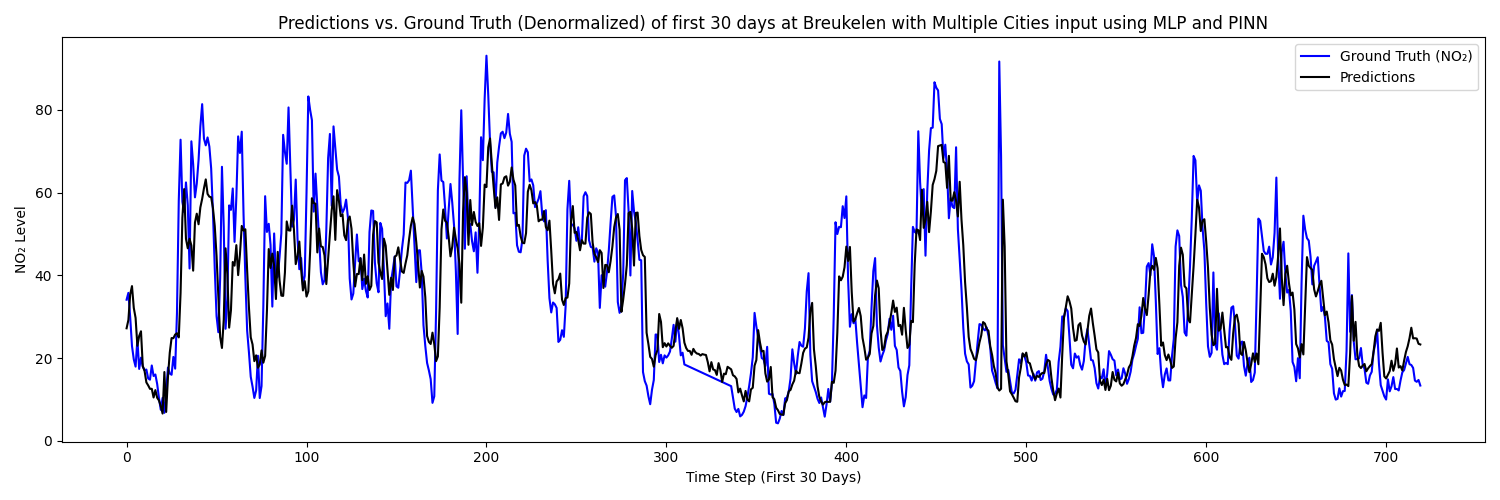 Predictions vs. Ground Truth (Denormalized) of first 30 days at Breukelen with Multiple Cities input using MLP and PINN
Ground Truth (NO₂)
Predictions
NO₂ Level
80
60
40
20
0
0 100 200 300 400 500 600 700
Time Step (First 30 Days)